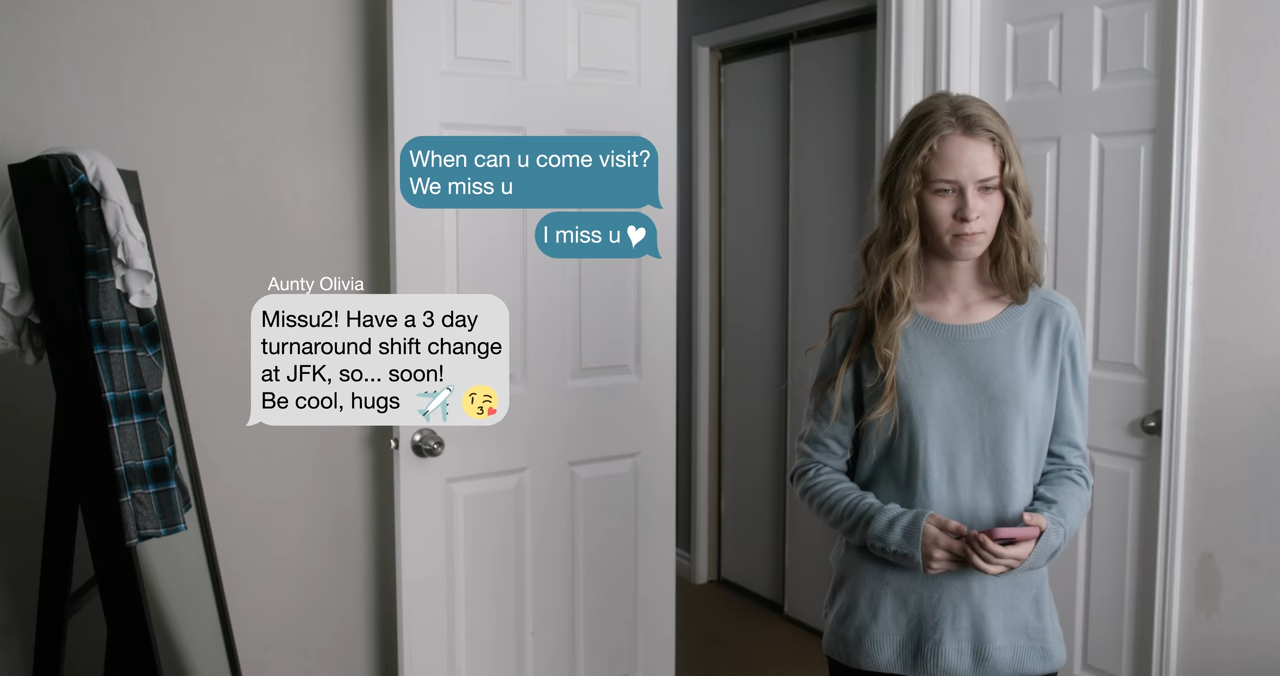 When can u come visit?
We miss u
I miss u
Aunty Olivia
Missu2! Have a 3 day
turnaround shift change
at JFK, so... soon!
Be cool, hugs